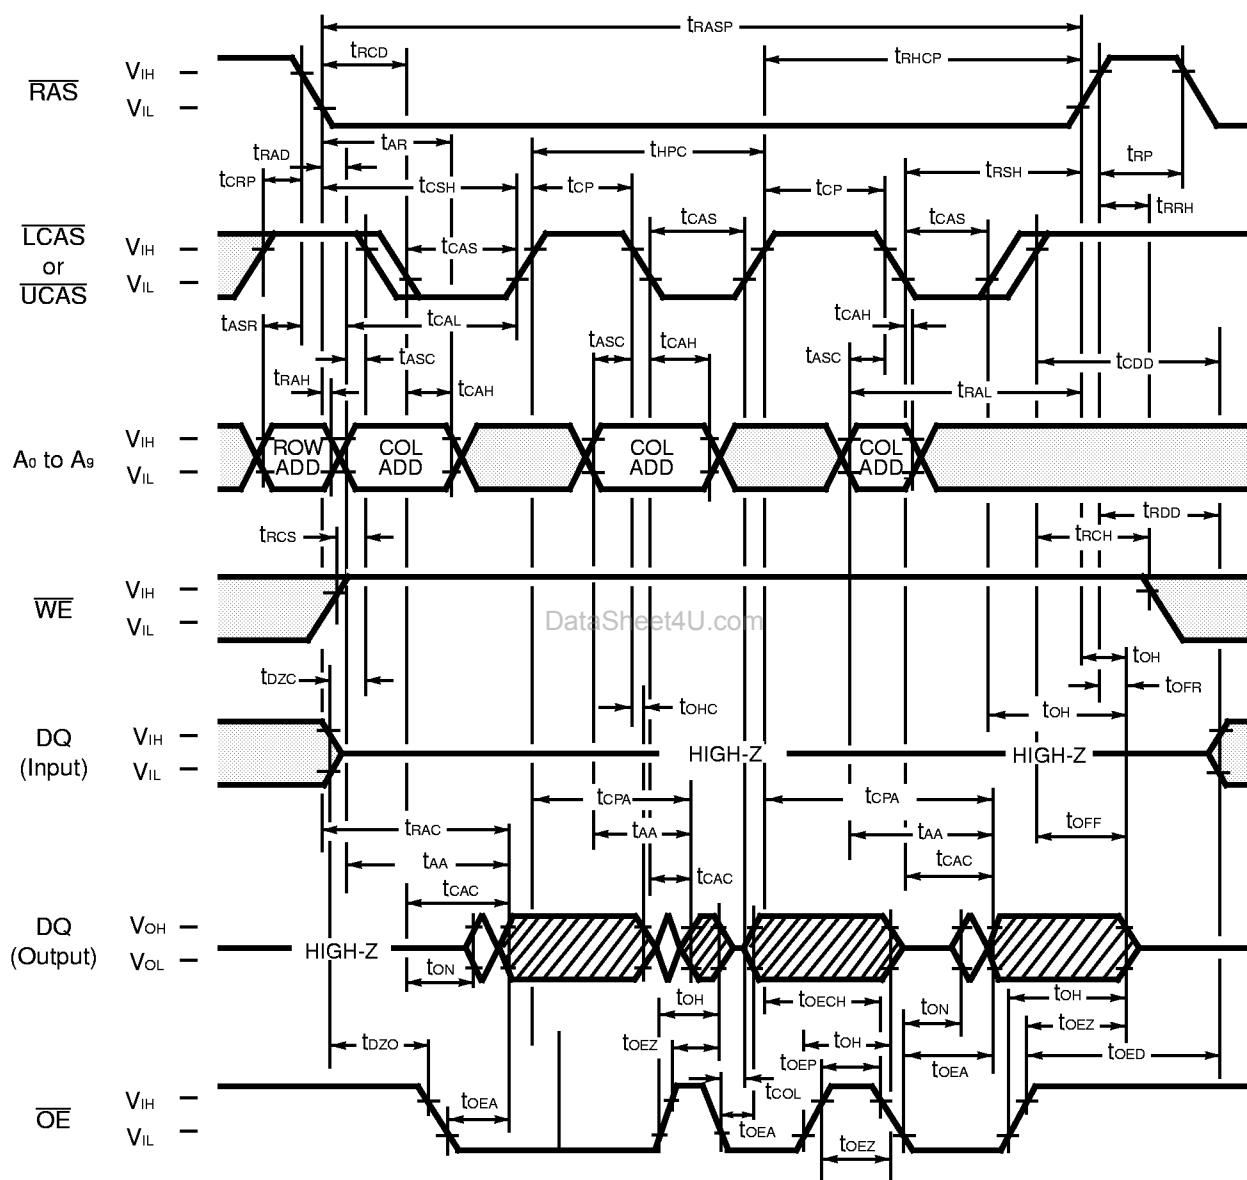 tRASP
tRCD
tRHCP
RAS
VIH
VIL
tRAD
tAR
tHPC
tRP
tCRP
tCSH
tCP
tCP
tRSH
tRRH
LCAS
or
UCAS
VIH
VIL
tCAS
tCAS
tCAS
tASR
tCAL
tCAH
tASC
tASC
tCAH
tASC
tCDD
tRAH
tCAH
tRAL
A0 to A9
VIH
VIL
ROW
ADD
COL
ADD
COL
ADD
COL
ADD
tRDD
tRCS
tRCH
WE
VIH
VIL
DataSheet4U.com
tOH
tDZC
tOFR
tOHC
tOH
DQ
(Input)
VIH
VIL
HIGH-Z
HIGH-Z
tCPA
tCPA
tRAC
tAA
tAA
tOFF
tAA
tCAC
tCAC
tCAC
DQ
(Output)
VOH
VOL
HIGH-Z
tON
tOH
tOECH
tON
tOH
tDZO
tOEZ
tOH
tOEZ
tOEP
tOEA
tOED
OE
VIH
VIL
tOEA
tCOL
tOEA
tOEZ